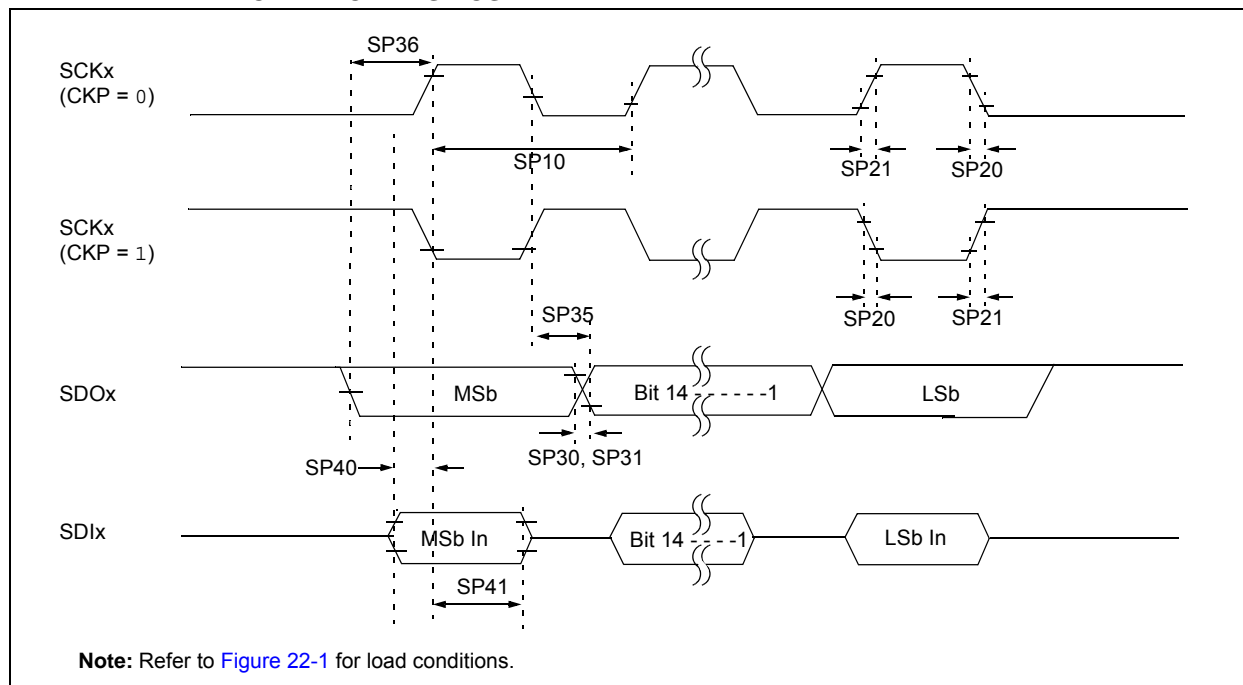 SP36
SCKx
(CKP = 0)
SP10
SP21
SP20
SCKx
(CKP = 1)
SP35
SP20
SP21
SDOx
MSb
Bit 14 - - - - - -1
LSb
SP30, SP31
SP40
SDIx
MSb In
Bit 14 - - - -1
LSb In
SP41
Note: Refer to Figure 22-1 for load conditions.